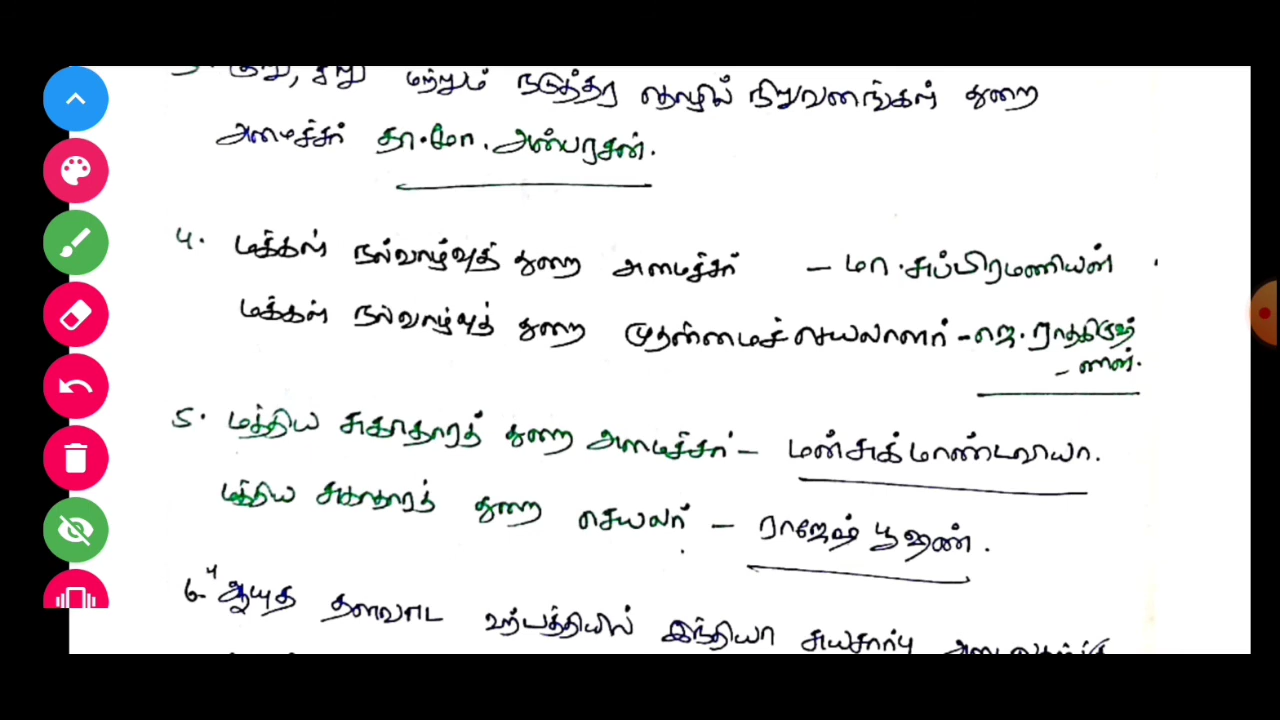 3. குறு, சிறு மற்றும் நடுத்தர தொழில் நிறுவனங்கள் துறை
அமைச்சர் தா.மோ.அன்பரசன்.
4. மக்கள் நல்வாழ்வுத் துறை அமைச்சர் – மா.சுப்பிரமணியன்
மக்கள் நல்வாழ்வுத் துறை முதன்மைச் செயலாளர் – ஜெ.ராதகிருஷ்
– ணன்.
5. மத்திய சுகாதாரத் துறை அமைச்சர் – மன்சுக் மாண்டவியா.
மத்திய சுகாதாரத் துறை செயலர் – ராஜேஷ் பூஷண்.
6. ஆயுத தளவாட உற்பத்தியில் இந்தியா சுயசார்பு